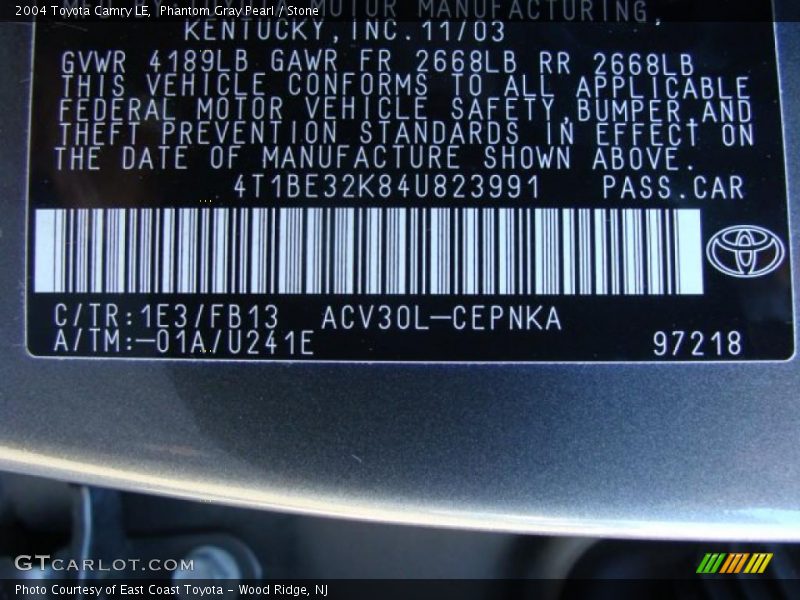 2004 Toyota Camry LE, Phantom Gray Pearl / Stone
MOTOR MANUFACTURING,
KENTUCKY, INC. 11/03
GVWR 4189LB GAWR FR 2668LB RR 2668LB
THIS VEHICLE CONFORMS TO ALL APPLICABLE
FEDERAL MOTOR VEHICLE SAFETY, BUMPER, AND
THEFT PREVENTION STANDARDS IN EFFECT ON
THE DATE OF MANUFACTURE SHOWN ABOVE.
4T1BE32K84U823991 PASS.CAR
C/TR:1E3/FB13 ACV30L-CEPNKA
A/TM:-01A/U241E 97218
GTCARLOT.COM
Photo Courtesy of East Coast Toyota - Wood Ridge, NJ